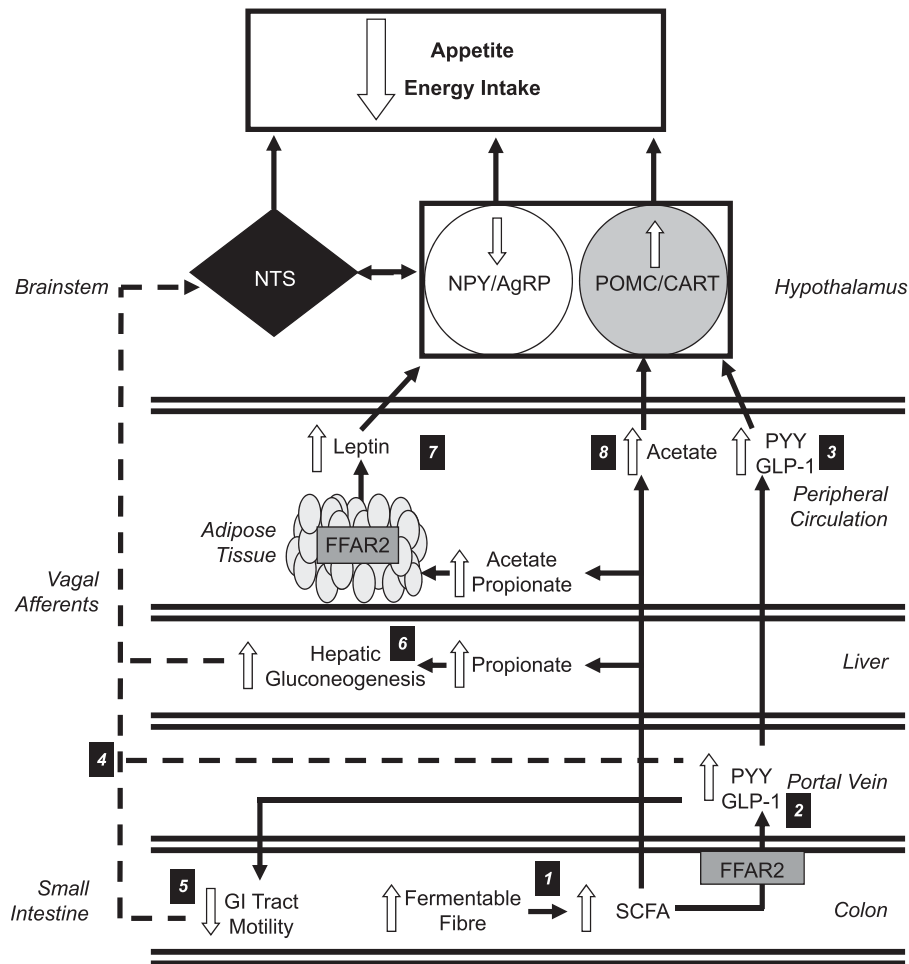 Appetite
Energy Intake
Brainstem
NTS
NPY/AgRP
POMC/CART
Hypothalamus
Leptin
7
8
Acetate
PYY
GLP-1
3
Peripheral
Circulation
Adipose
Tissue
FFAR2
Acetate
Propionate
Vagal
Afferents
Hepatic
Gluconeogenesis
6
Propionate
Liver
4
PYY
GLP-1
Portal Vein
2
FFAR2
Small
Intestine
5
GI Tract
Motility
Fermentable
Fibre
1
SCFA
Colon